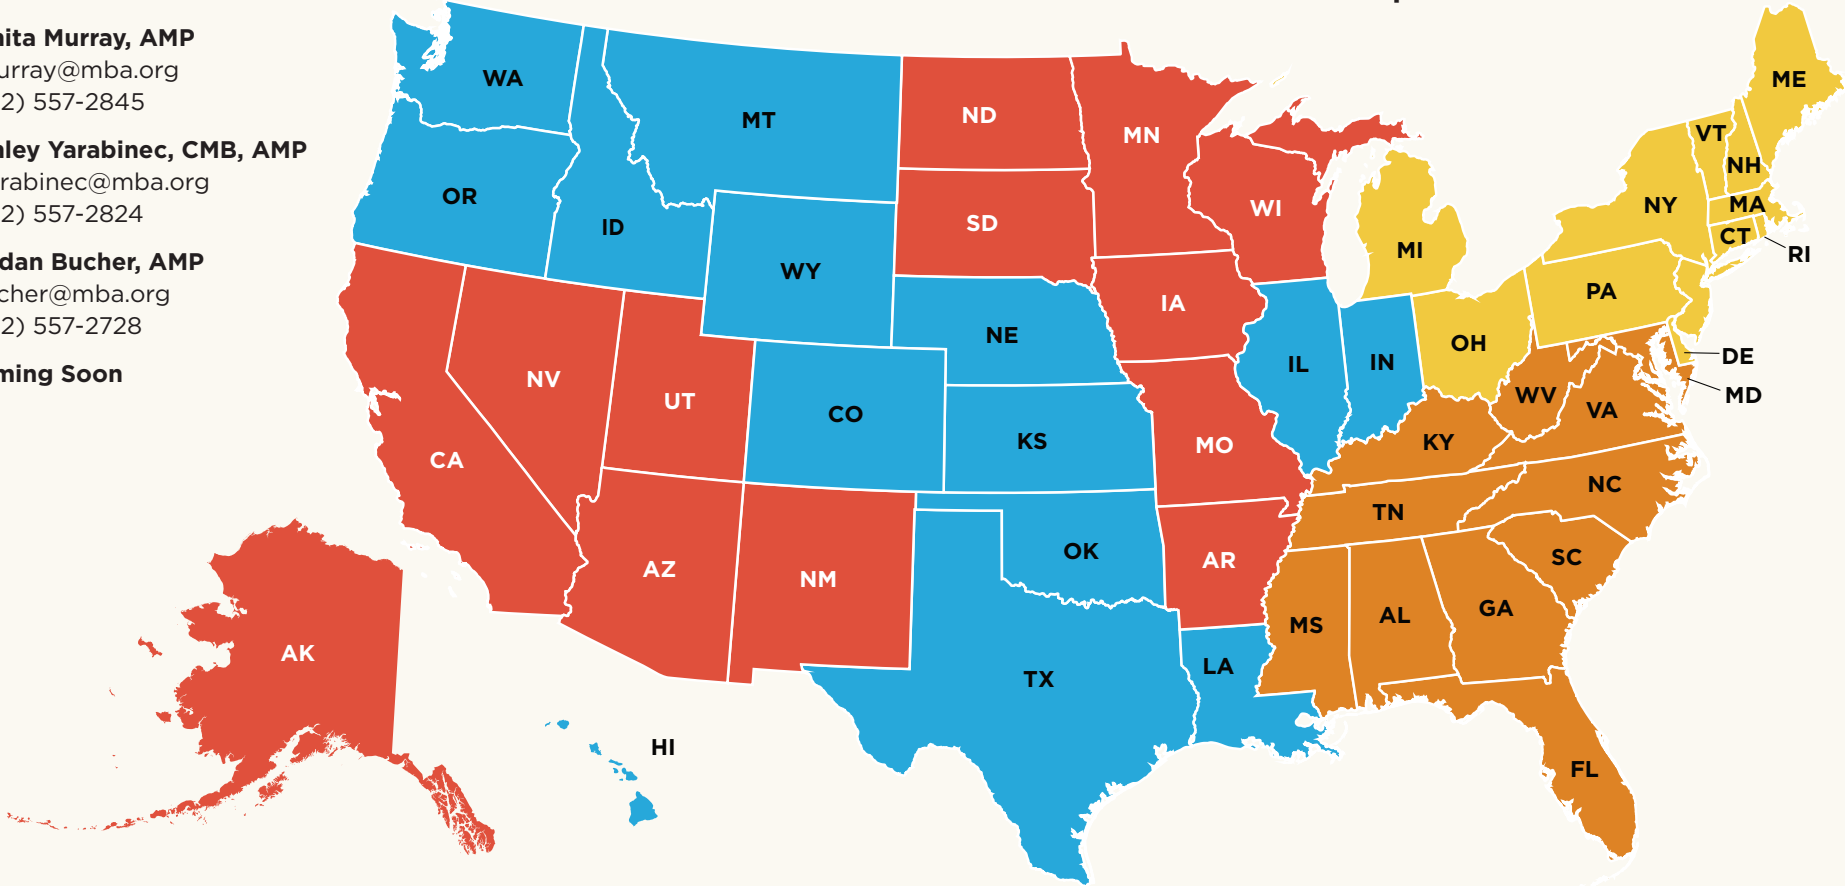 nita Murray, AMP
urray@mba.org
2) 557-2845
nley Yarabinec, CMB, AMP
rabinec@mba.org
2) 557-2824
dan Bucher, AMP
cher@mba.org
2) 557-2728
ming Soon
WA
MT
ND
MN
ME
VT
NH
OR
ID
SD
WI
NY
MA
CT
RI
WY
MI
IA
PA
NE
OH
DE
NV
UT
CO
KS
IL
IN
WV
VA
MD
CA
MO
KY
NC
TN
AZ
NM
OK
AR
SC
AK
MS
AL
GA
TX
LA
HI
FL